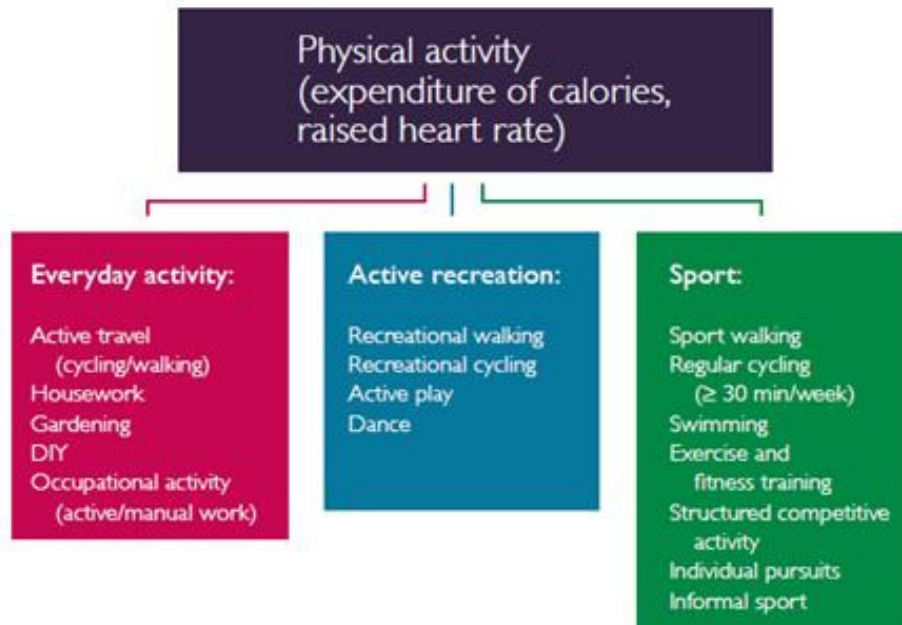 Physical activity
(expenditure of calories,
raised heart rate)
Everyday activity:
Active travel
(cycling/walking)
Housework
Gardening
DIY
Occupational activity
(active/manual work)
Active recreation:
Recreational walking
Recreational cycling
Active play
Dance
Sport:
Sport walking
Regular cycling
(≥ 30 min/week)
Swimming
Exercise and
fitness training
Structured competitive
activity
Individual pursuits
Informal sport